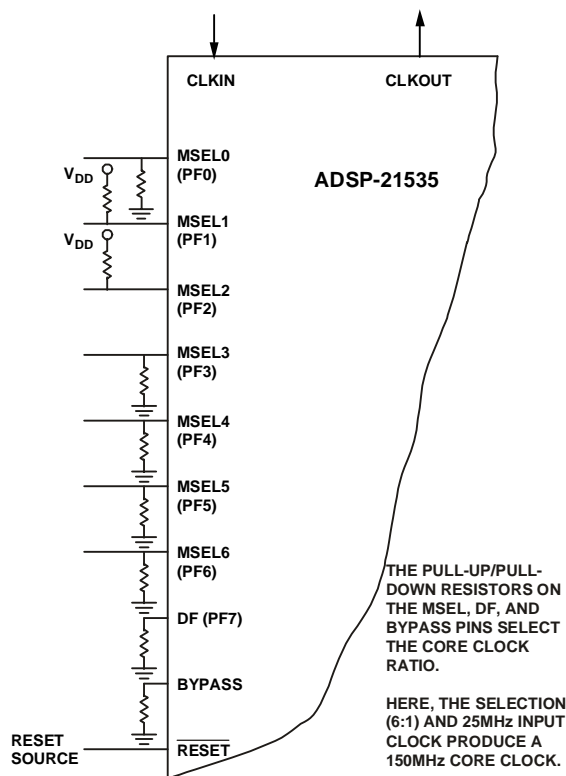 CLKIN CLKOUT
MSEL0
(PF0)
VDD
ADSP-21535
MSEL1
(PF1)
VDD
MSEL2
(PF2)
MSEL3
(PF3)
MSEL4
(PF4)
MSEL5
(PF5)
MSEL6
(PF6)
DF (PF7)
BYPASS
RESET
SOURCE
RESET
THE PULL-UP/PULL-
DOWN RESISTORS ON
THE MSEL, DF, AND
BYPASS PINS SELECT
THE CORE CLOCK
RATIO.
HERE, THE SELECTION
(6:1) AND 25MHz INPUT
CLOCK PRODUCE A
150MHz CORE CLOCK.